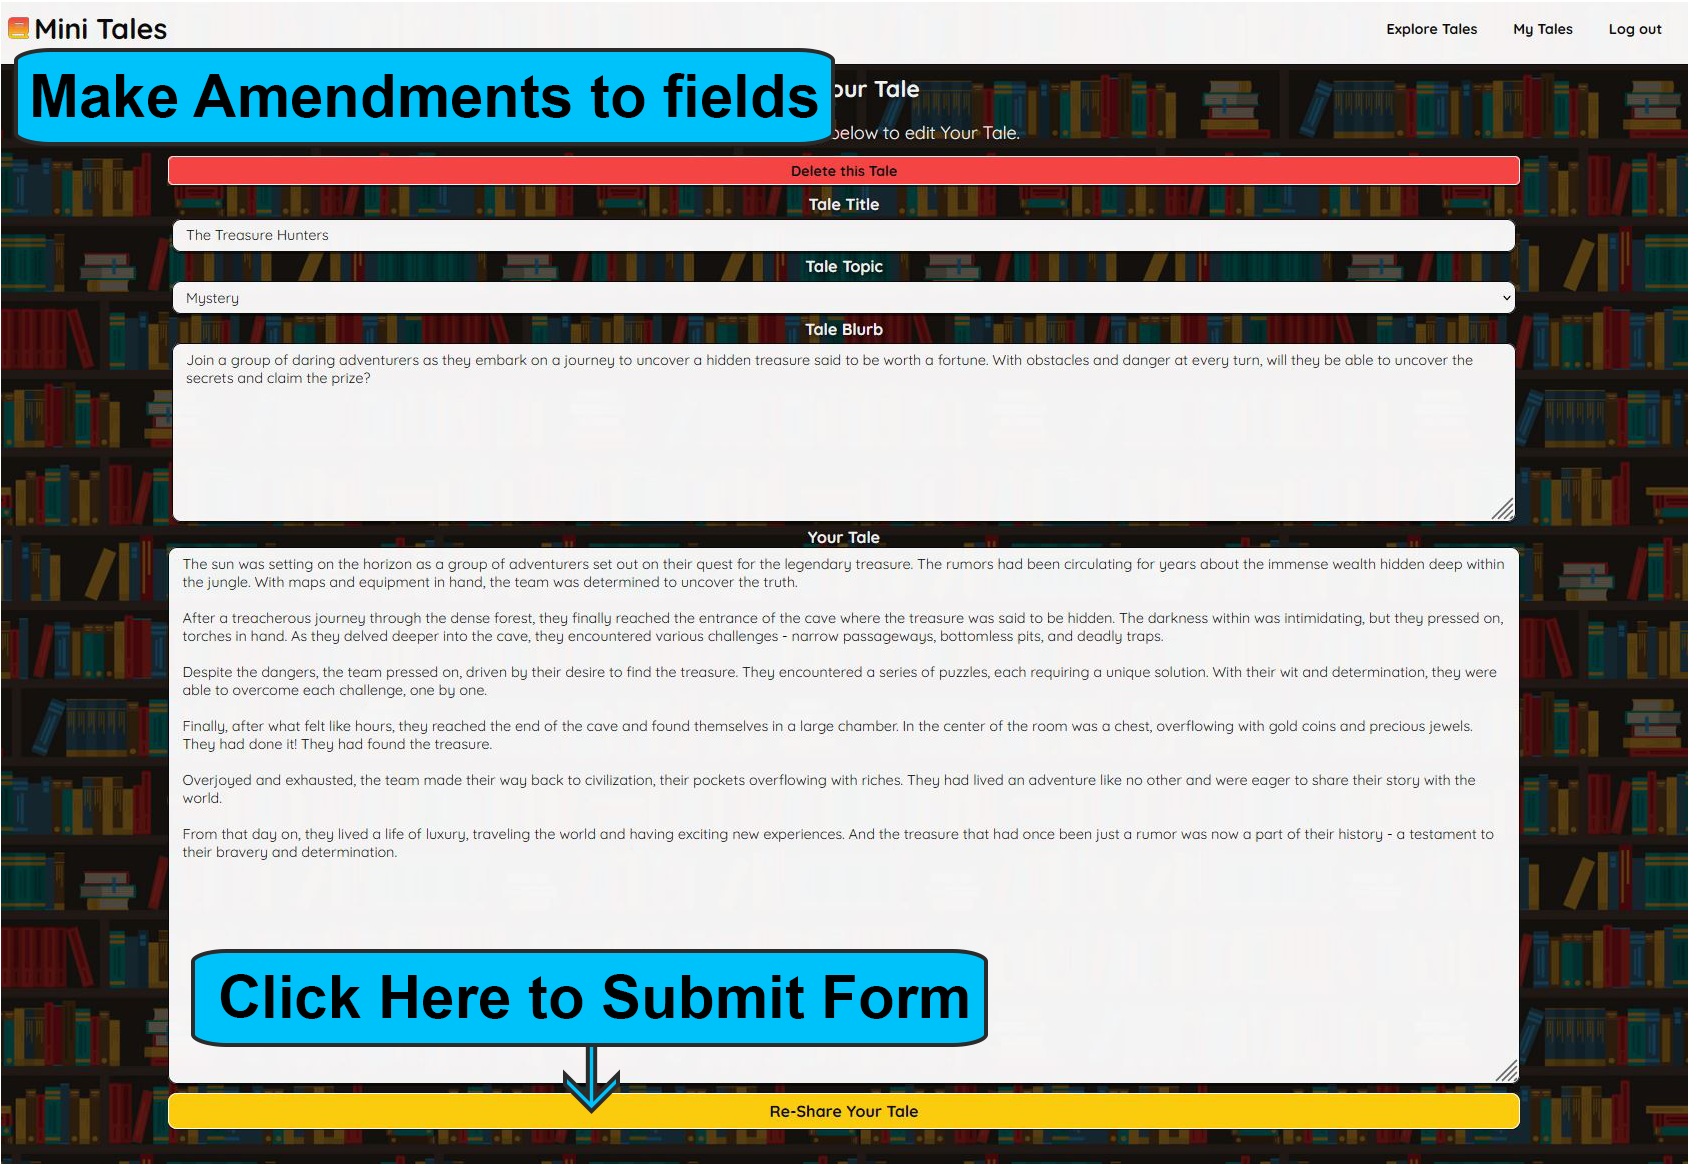 Mini Tales
Explore Tales
My Tales
Log out
Make Amendments to fields
our Tale
below to edit Your Tale.
Delete this Tale
Tale Title
The Treasure Hunters
Tale Topic
Mystery
Tale Blurb
Join a group of daring adventurers as they embark on a journey to uncover a hidden treasure said to be worth a fortune. With obstacles and danger at every turn, will they be able to uncover the
secrets and claim the prize?
Your Tale
The sun was setting on the horizon as a group of adventurers set out on their quest for the legendary treasure. The rumors had been circulating for years about the immense wealth hidden deep within
the jungle. With maps and equipment in hand, the team was determined to uncover the truth.
After a treacherous journey through the dense forest, they finally reached the entrance of the cave where the treasure was said to be hidden. The darkness within was intimidating, but they pressed on,
torches in hand. As they delved deeper into the cave, they encountered various challenges - narrow passageways, bottomless pits, and deadly traps.
Despite the dangers, the team pressed on, driven by their desire to find the treasure. They encountered a series of puzzles, each requiring a unique solution. With their wit and determination, they were
able to overcome each challenge, one by one.
Finally, after what felt like hours, they reached the end of the cave and found themselves in a large chamber. In the center of the room was a chest, overflowing with gold coins and precious jewels.
They had done it! They had found the treasure.
Overjoyed and exhausted, the team made their way back to civilization, their pockets overflowing with riches. They had lived an adventure like no other and were eager to share their story with the
world.
From that day on, they lived a life of luxury, traveling the world and having exciting new experiences. And the treasure that had once been just a rumor was now a part of their history - a testament to
their bravery and determination.
Click Here to Submit Form
Re-Share Your Tale